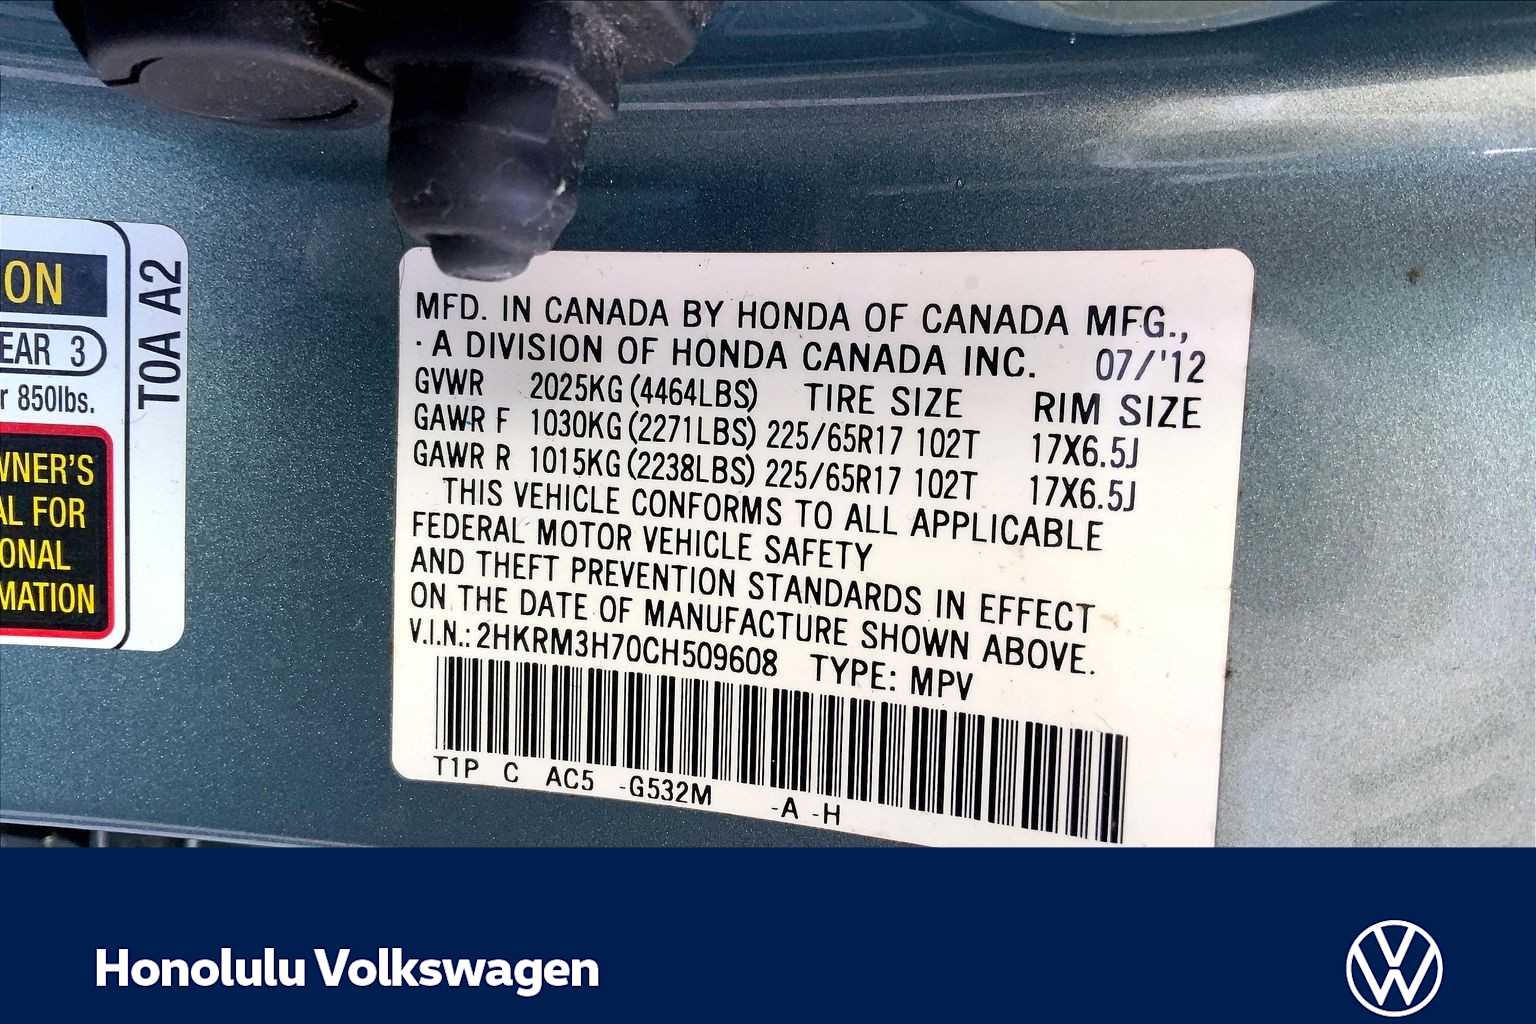 ON
EAR 3
r 850lbs.
WNER'S
AL FOR
ONAL
MATION
T0A A2
MFD. IN CANADA BY HONDA OF CANADA MFG.,
A DIVISION OF HONDA CANADA INC. 07/'12
GVWR 2025KG (4464LBS) TIRE SIZE RIM SIZE
GAWR F 1030KG (2271LBS) 225/65R17 102T 17X6.5J
GAWR R 1015KG (2238LBS) 225/65R17 102T 17X6.5J
THIS VEHICLE CONFORMS TO ALL APPLICABLE
FEDERAL MOTOR VEHICLE SAFETY
AND THEFT PREVENTION STANDARDS IN EFFECT
ON THE DATE OF MANUFACTURE SHOWN ABOVE.
V.I.N.: 2HKRM3H70CH509608 TYPE: MPV
T1P C AC5 -G532M -A -H
Honolulu Volkswagen